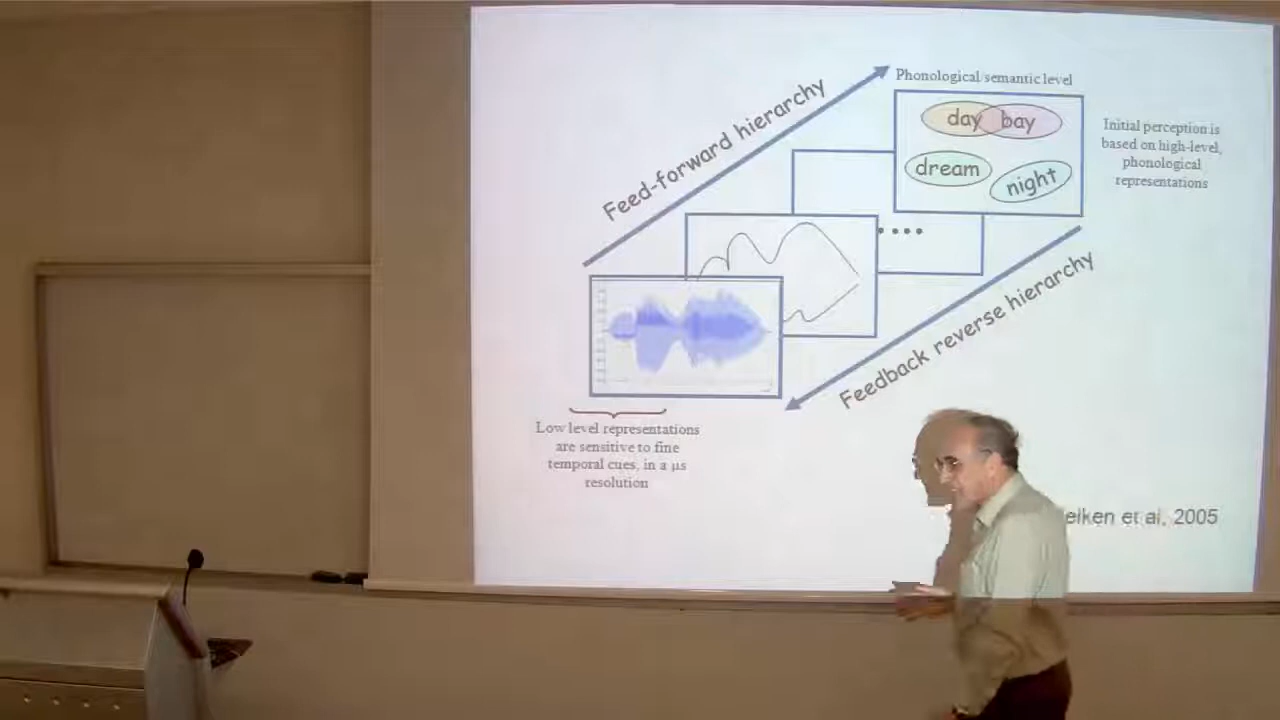 Phonological/semantic level
Feed-forward hierarchy
day bay
dream
night
Initial perception is
based on high-level,
phonological
representations
Feedback reverse hierarchy
Low level representations
are sensitive to fine
temporal cues, in a μs
resolution
et al, 2005